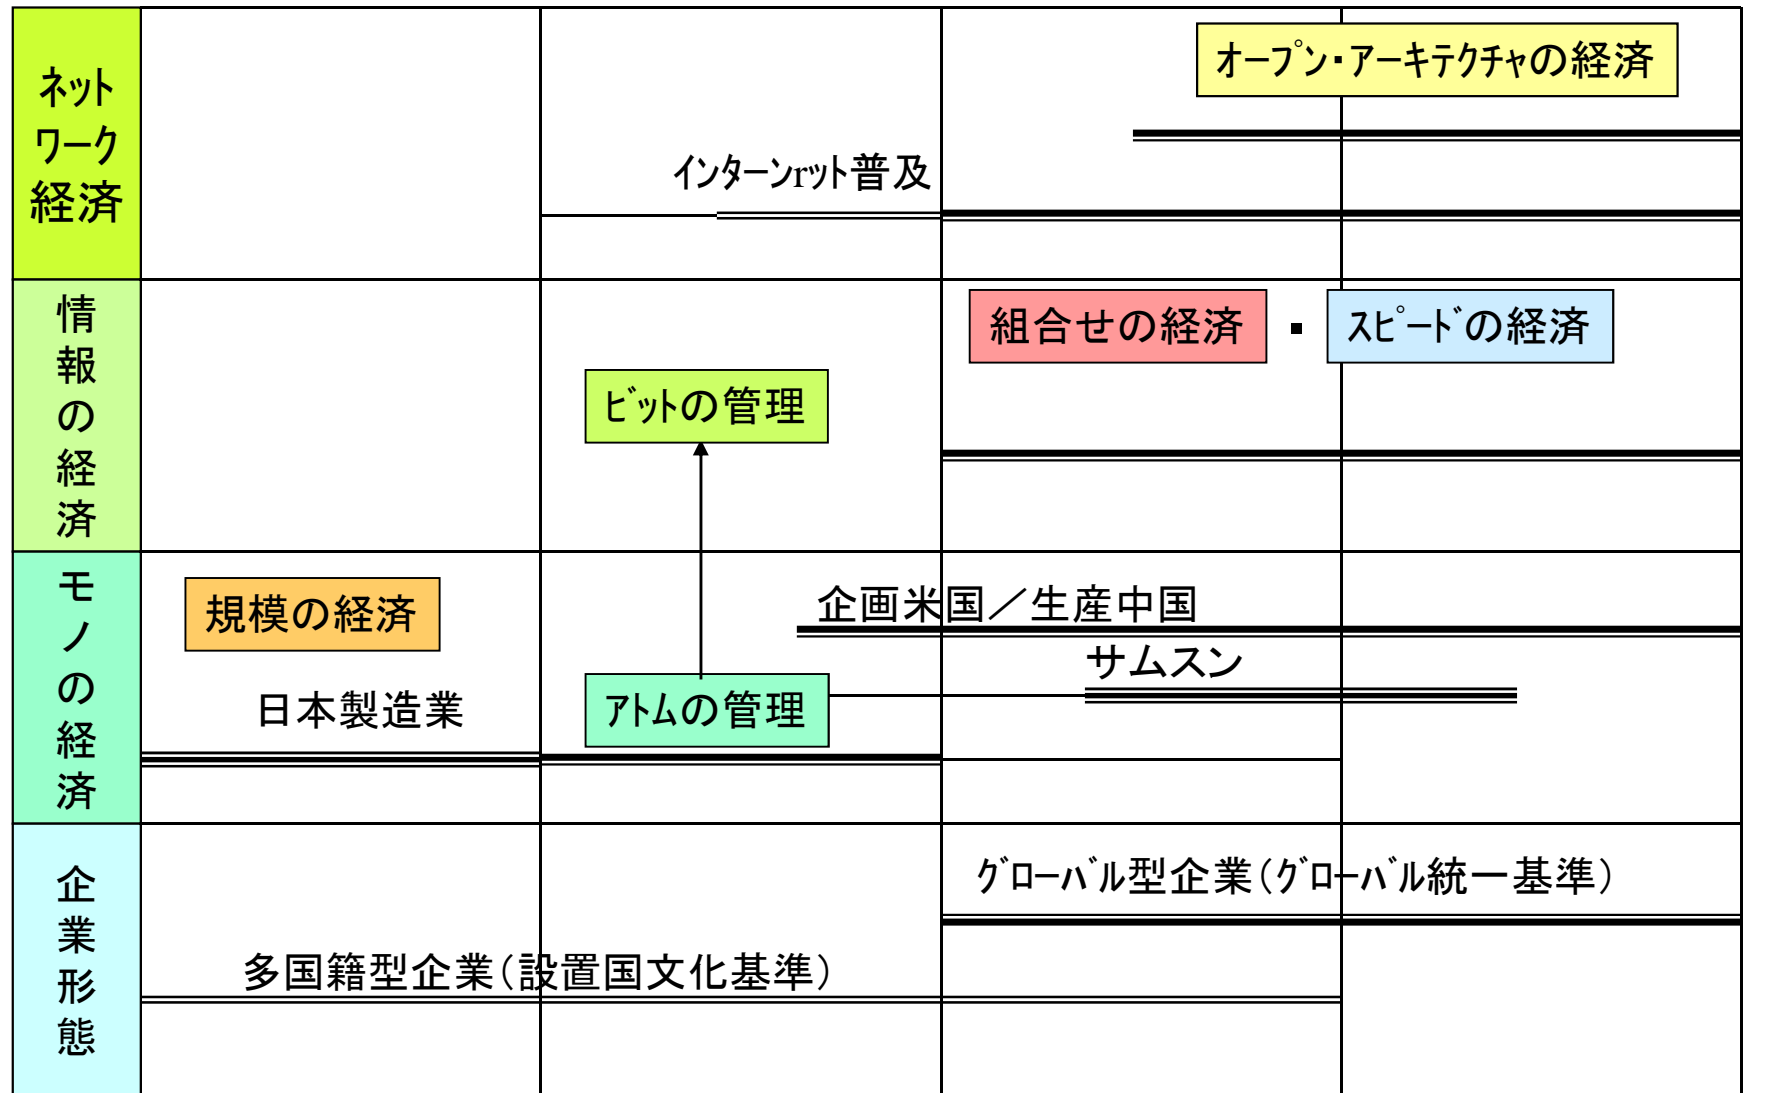 ネット
ワーク
経済
オープン・アーキテクチャの経済
インターンrット普及
情報の経済
組合せの経済 ・ スピードの経済
ビットの管理
モノの経済
規模の経済
企画米国／生産中国
サムスン
日本製造業
アトムの管理
企業形態
グローバル型企業(グローバル統一基準)
多国籍型企業(設置国文化基準)